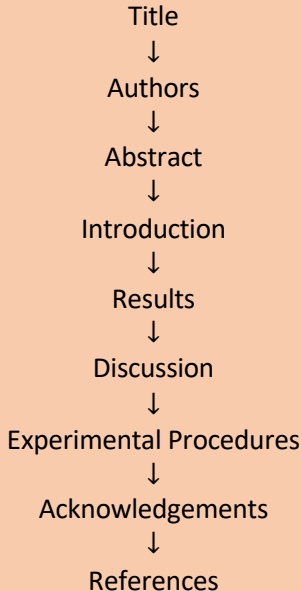 Title
↓
Authors
↓
Abstract
↓
Introduction
↓
Results
↓
Discussion
↓
Experimental Procedures
↓
Acknowledgements
↓
References